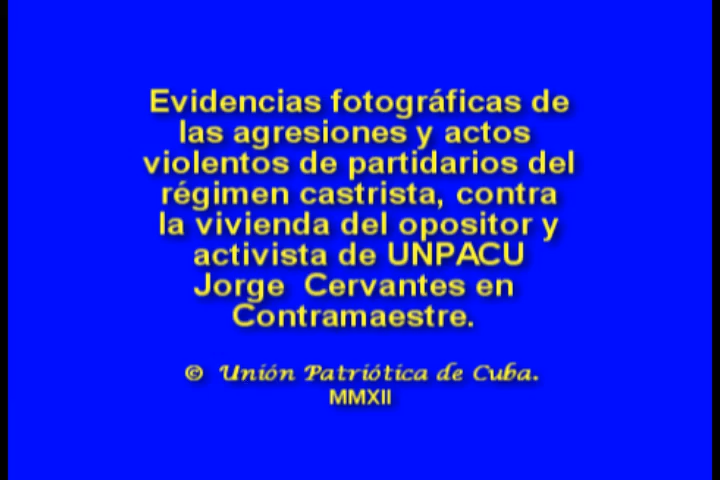 Evidencias fotográficas de
las agresiones y actos
violentos de partidarios del
régimen castrista, contra
la vivienda del opositor y
activista de UNPACU
Jorge  Cervantes en
Contramaestre.
© Unión Patriótica de Cuba.
MMXII